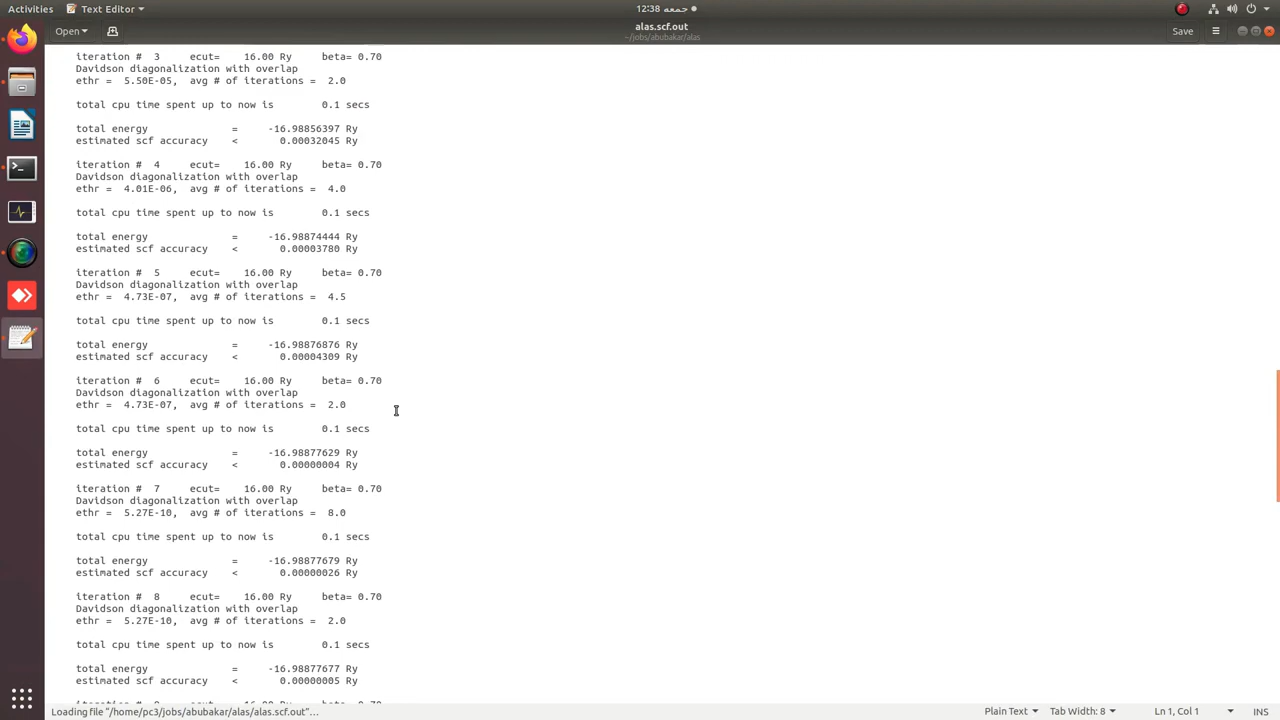 Activities
Text Editor
12:38 جمعه
Open
alas.scf.out
~/jobs/abubakar/alas
Save
iteration #  3     ecut=    16.00 Ry     beta= 0.70
Davidson diagonalization with overlap
ethr =  5.50E-05,  avg # of iterations =  2.0
total cpu time spent up to now is        0.1 secs
total energy              =     -16.98856397 Ry
estimated scf accuracy    <       0.00032045 Ry
iteration #  4     ecut=    16.00 Ry     beta= 0.70
Davidson diagonalization with overlap
ethr =  4.01E-06,  avg # of iterations =  4.0
total cpu time spent up to now is        0.1 secs
total energy              =     -16.98874444 Ry
estimated scf accuracy    <       0.00003780 Ry
iteration #  5     ecut=    16.00 Ry     beta= 0.70
Davidson diagonalization with overlap
ethr =  4.73E-07,  avg # of iterations =  4.5
total cpu time spent up to now is        0.1 secs
total energy              =     -16.98876876 Ry
estimated scf accuracy    <       0.00004309 Ry
iteration #  6     ecut=    16.00 Ry     beta= 0.70
Davidson diagonalization with overlap
ethr =  4.73E-07,  avg # of iterations =  2.0
total cpu time spent up to now is        0.1 secs
total energy              =     -16.98877629 Ry
estimated scf accuracy    <       0.00000004 Ry
iteration #  7     ecut=    16.00 Ry     beta= 0.70
Davidson diagonalization with overlap
ethr =  5.27E-10,  avg # of iterations =  8.0
total cpu time spent up to now is        0.1 secs
total energy              =     -16.98877679 Ry
estimated scf accuracy    <       0.00000026 Ry
iteration #  8     ecut=    16.00 Ry     beta= 0.70
Davidson diagonalization with overlap
ethr =  5.27E-10,  avg # of iterations =  2.0
total cpu time spent up to now is        0.1 secs
total energy              =     -16.98877677 Ry
estimated scf accuracy    <       0.00000005 Ry
Loading file "/home/pc3/jobs/abubakar/alas/alas.scf.out"…
Plain Text
Tab Width: 8
Ln 1, Col 1
INS